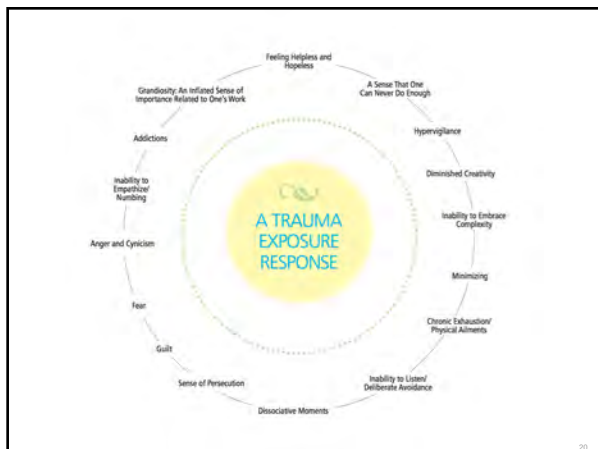 Feeling Helpless and
Hopeless
A Sense That One
Can Never Do Enough
Hypervigilance
Diminished Creativity
Inability to Embrace
Complexity
Minimizing
Chronic Exhaustion/
Physical Ailments
Inability to Listen/
Deliberate Avoidance
Dissociative Moments
Sense of Persecution
Guilt
Fear
Anger and Cynicism
Inability to
Empathize/
Numbing
Addictions
Grandiosity: An Inflated Sense of
Importance Related to One's Work
A TRAUMA
EXPOSURE
RESPONSE
20